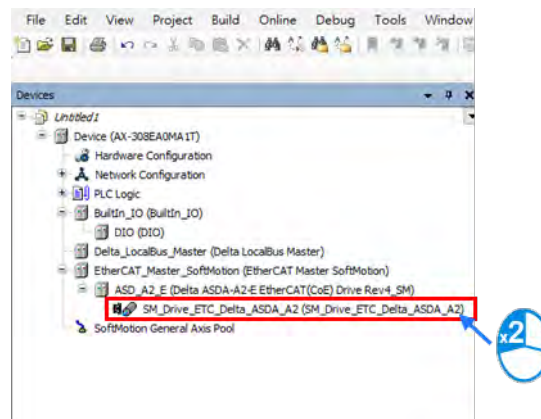 File Edit View Project Build Online Debug Tools Window
Devices
Untitled1
Device (AX-308EA0MA1T)
Hardware Configuration
Network Configuration
PLC Logic
BuiltIn_IO (BuiltIn_IO)
DIO (DIO)
Delta_LocalBus_Master (Delta LocalBus Master)
EtherCAT_Master_SoftMotion (EtherCAT Master SoftMotion)
ASD_A2_E (Delta ASDA-A2-E EtherCAT(CoE) Drive Rev4_SM)
SM_Drive_ETC_Delta_ASDA_A2 (SM_Drive_ETC_Delta_ASDA_A2)
x2
SoftMotion General Axis Pool